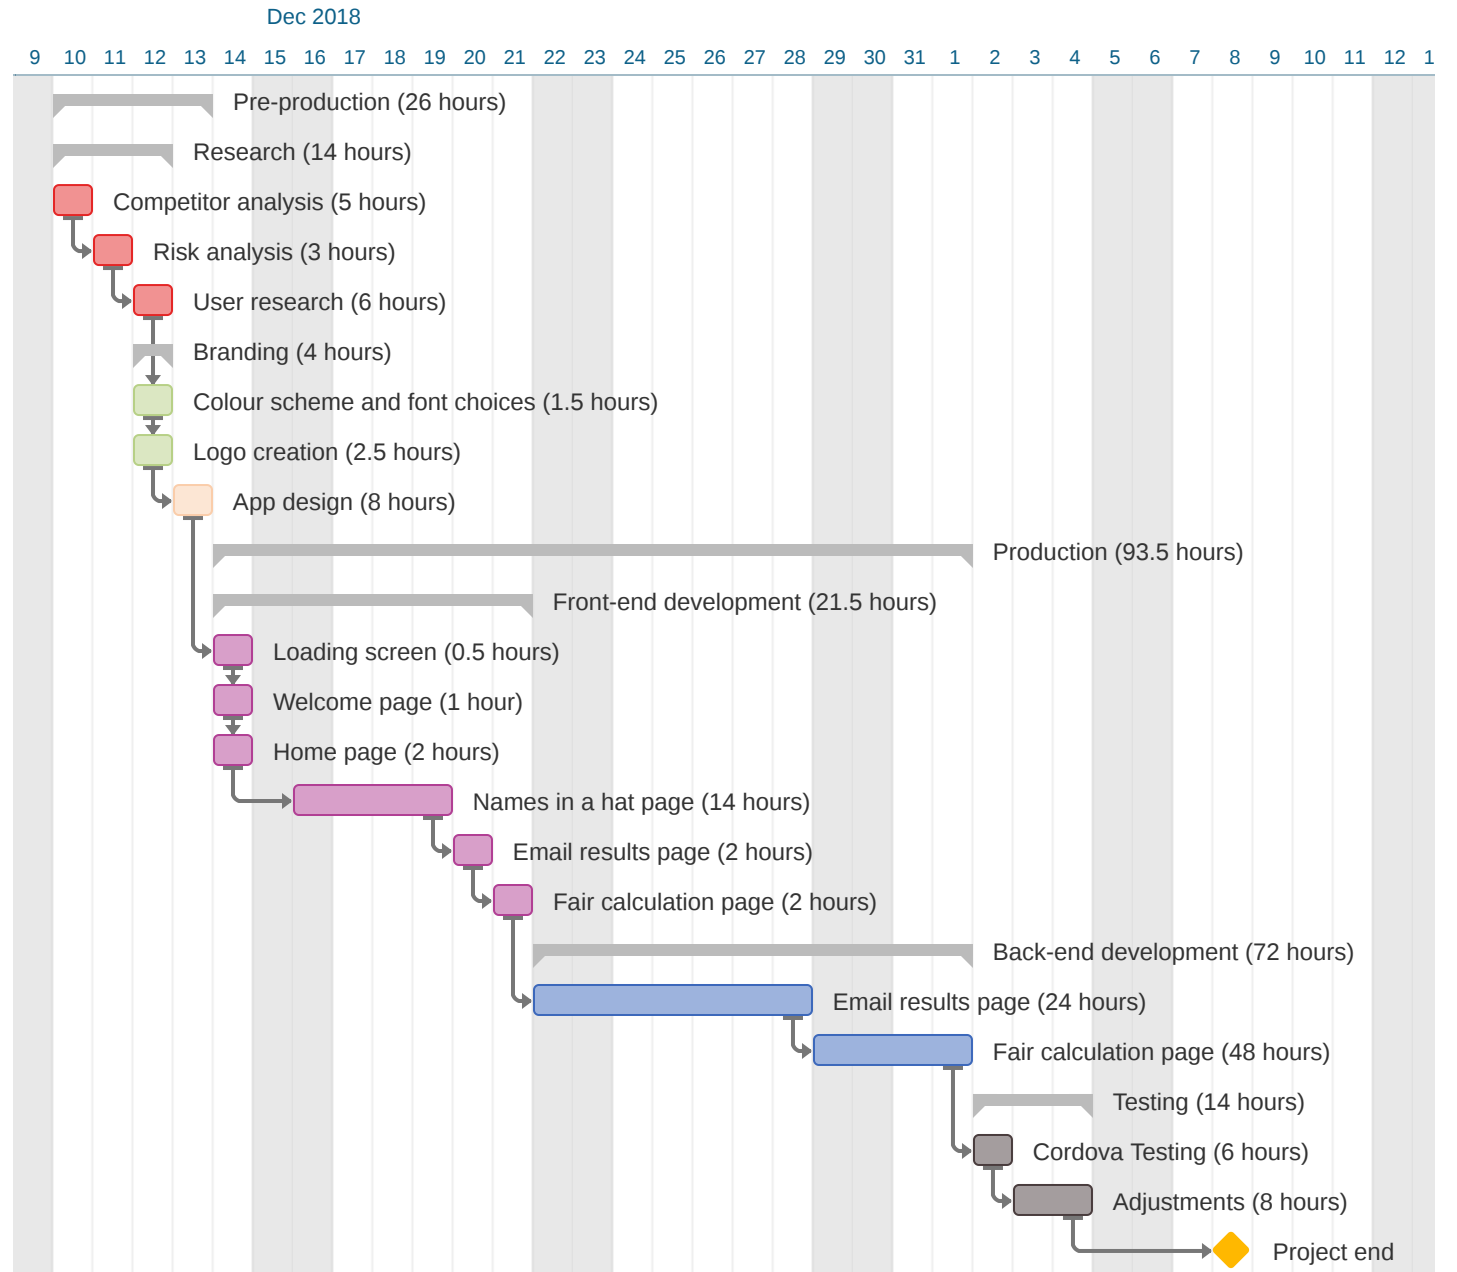 Dec 2018
9 10 11 12 13 14 15 16 17 18 19 20 21 22 23 24 25 26 27 28 29 30 31 1 2 3 4 5 6 7 8 9 10 11 12 1
Pre-production (26 hours)
Research (14 hours)
Competitor analysis (5 hours)
Risk analysis (3 hours)
User research (6 hours)
Branding (4 hours)
Colour scheme and font choices (1.5 hours)
Logo creation (2.5 hours)
App design (8 hours)
Production (93.5 hours)
Front-end development (21.5 hours)
Loading screen (0.5 hours)
Welcome page (1 hour)
Home page (2 hours)
Names in a hat page (14 hours)
Email results page (2 hours)
Fair calculation page (2 hours)
Back-end development (72 hours)
Email results page (24 hours)
Fair calculation page (48 hours)
Testing (14 hours)
Cordova Testing (6 hours)
Adjustments (8 hours)
Project end